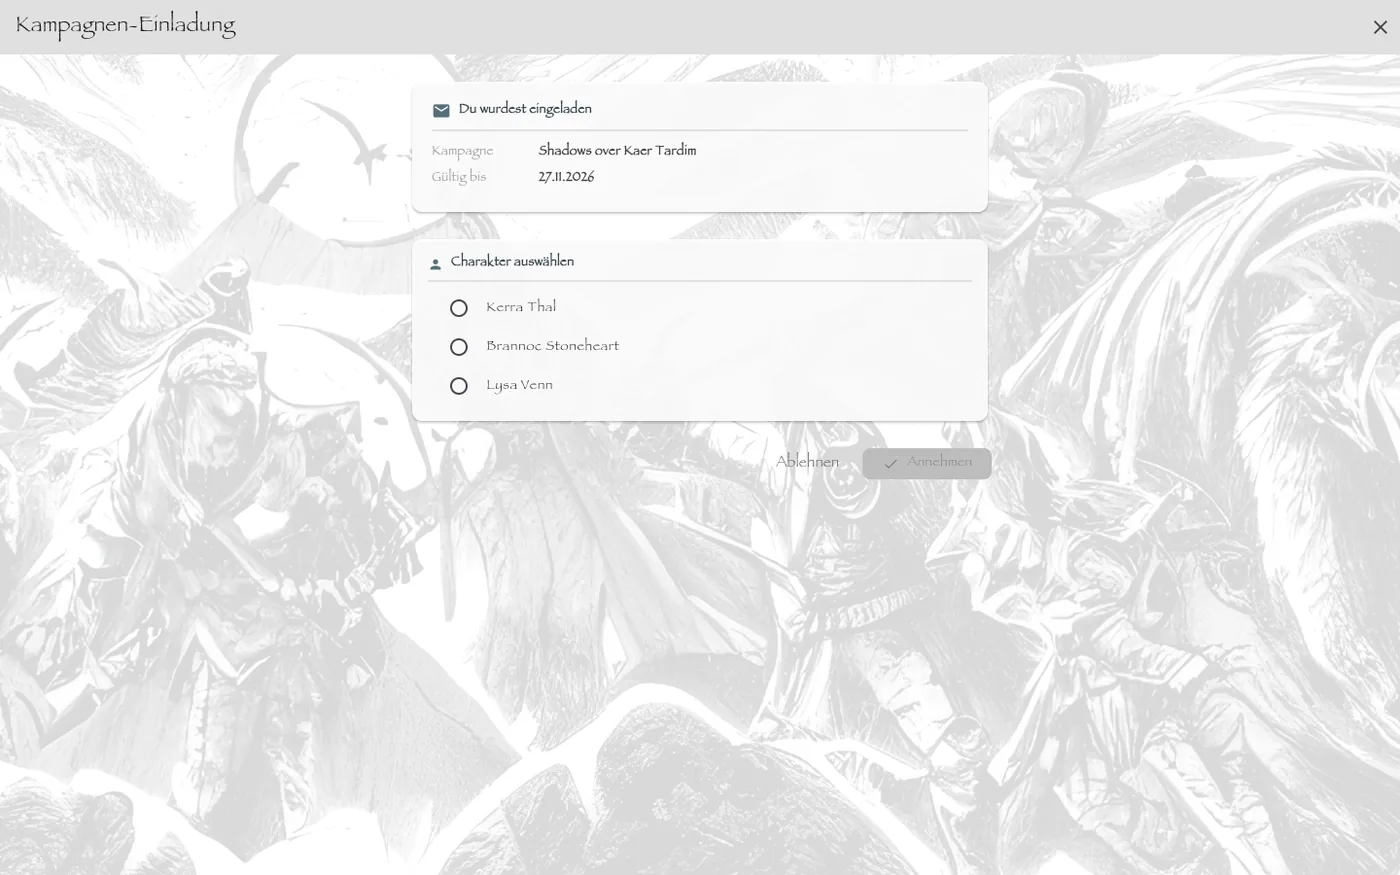 Kampagnen-Einladung
Du wurdest eingeladen
Kampagne Shadows over Kaer Tardim
Gültig bis 27.11.2026
Charakter auswählen
Kerra Thal
Brannoc Stoneheart
Lysa Venn
Ablehnen Annehmen